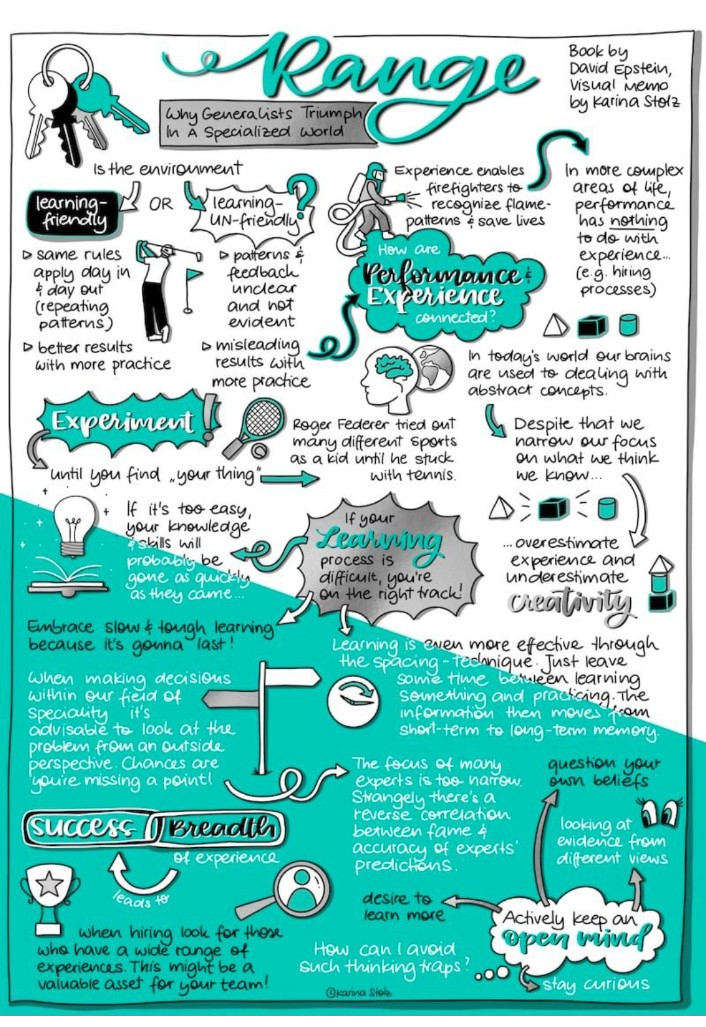 Range
Why Generalists Triumph
In A Specialized World
Book by
David Epstein,
Visual Memo
by Karina Stolz
Is the environment
learning-
friendly
OR
learning-
UN-friendly
?
same rules
apply day in
& day out
(repeating
patterns)
better results
with more practice
patterns &
feedback
unclear
and not
evident
misleading
results with
more practice
Experience enables
firefighters to
recognize flame-
patterns & save lives
How are
Performance &
Experience
connected?
In more complex
areas of life,
performance
has nothing
to do with
experience...
(e.g. hiring
processes)
In today's world our brains
are used to dealing with
abstract concepts.
Despite that we
narrow our focus
on what we think
we know...
...overestimate
experience and
underestimate
creativity
Experiment!
until you find „your thing"
Roger Federer tried out
many different sports
as a kid until he stuck
with tennis.
If your
Learning
process is
difficult, you're
on the right track!
If it's too easy,
your knowledge
& skills will
probably be
gone as quickly
as they came...
Embrace slow & tough learning
because it's gonna last!
Learning is even more effective through
the spacing-technique. Just leave
some time between learning
something and practicing. The
information then moves from
short-term to long-term memory.
When making decisions
within our field of
speciality it's
advisable to look at the
problem from an outside
perspective. Chances are
you're missing a point!
The focus of many
experts is too narrow.
Strangely there's a
reverse correlation
between fame &
accuracy of experts'
predictions.
Success
Breadth
of experience
leads to
When hiring look for those
who have a wide range of
experiences. This might be a
valuable asset for your team!
How can I avoid
such thinking traps?
Actively keep an
open mind
desire to
learn more
question your
own beliefs
looking at
evidence from
different views
stay curious
©Karina Stolz